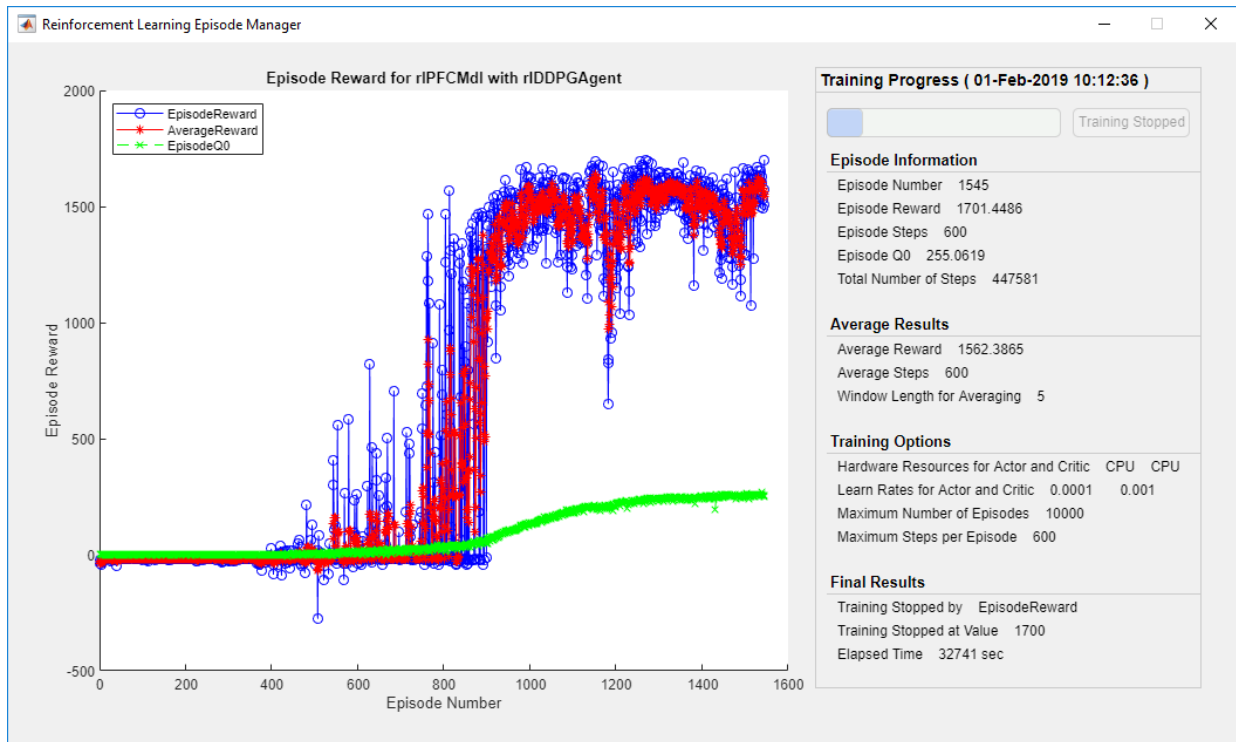 Reinforcement Learning Episode Manager
Episode Reward for rlPFCMdl with rlDDPGAgent
EpisodeReward
AverageReward
EpisodeQ0
2000
1500
1000
500
0
-500
Episode Reward
0 200 400 600 800 1000 1200 1400 1600
Episode Number
Training Progress ( 01-Feb-2019 10:12:36 )
Training Stopped
Episode Information
Episode Number 1545
Episode Reward 1701.4486
Episode Steps 600
Episode Q0 255.0619
Total Number of Steps 447581
Average Results
Average Reward 1562.3865
Average Steps 600
Window Length for Averaging 5
Training Options
Hardware Resources for Actor and Critic CPU CPU
Learn Rates for Actor and Critic 0.0001 0.001
Maximum Number of Episodes 10000
Maximum Steps per Episode 600
Final Results
Training Stopped by EpisodeReward
Training Stopped at Value 1700
Elapsed Time 32741 sec